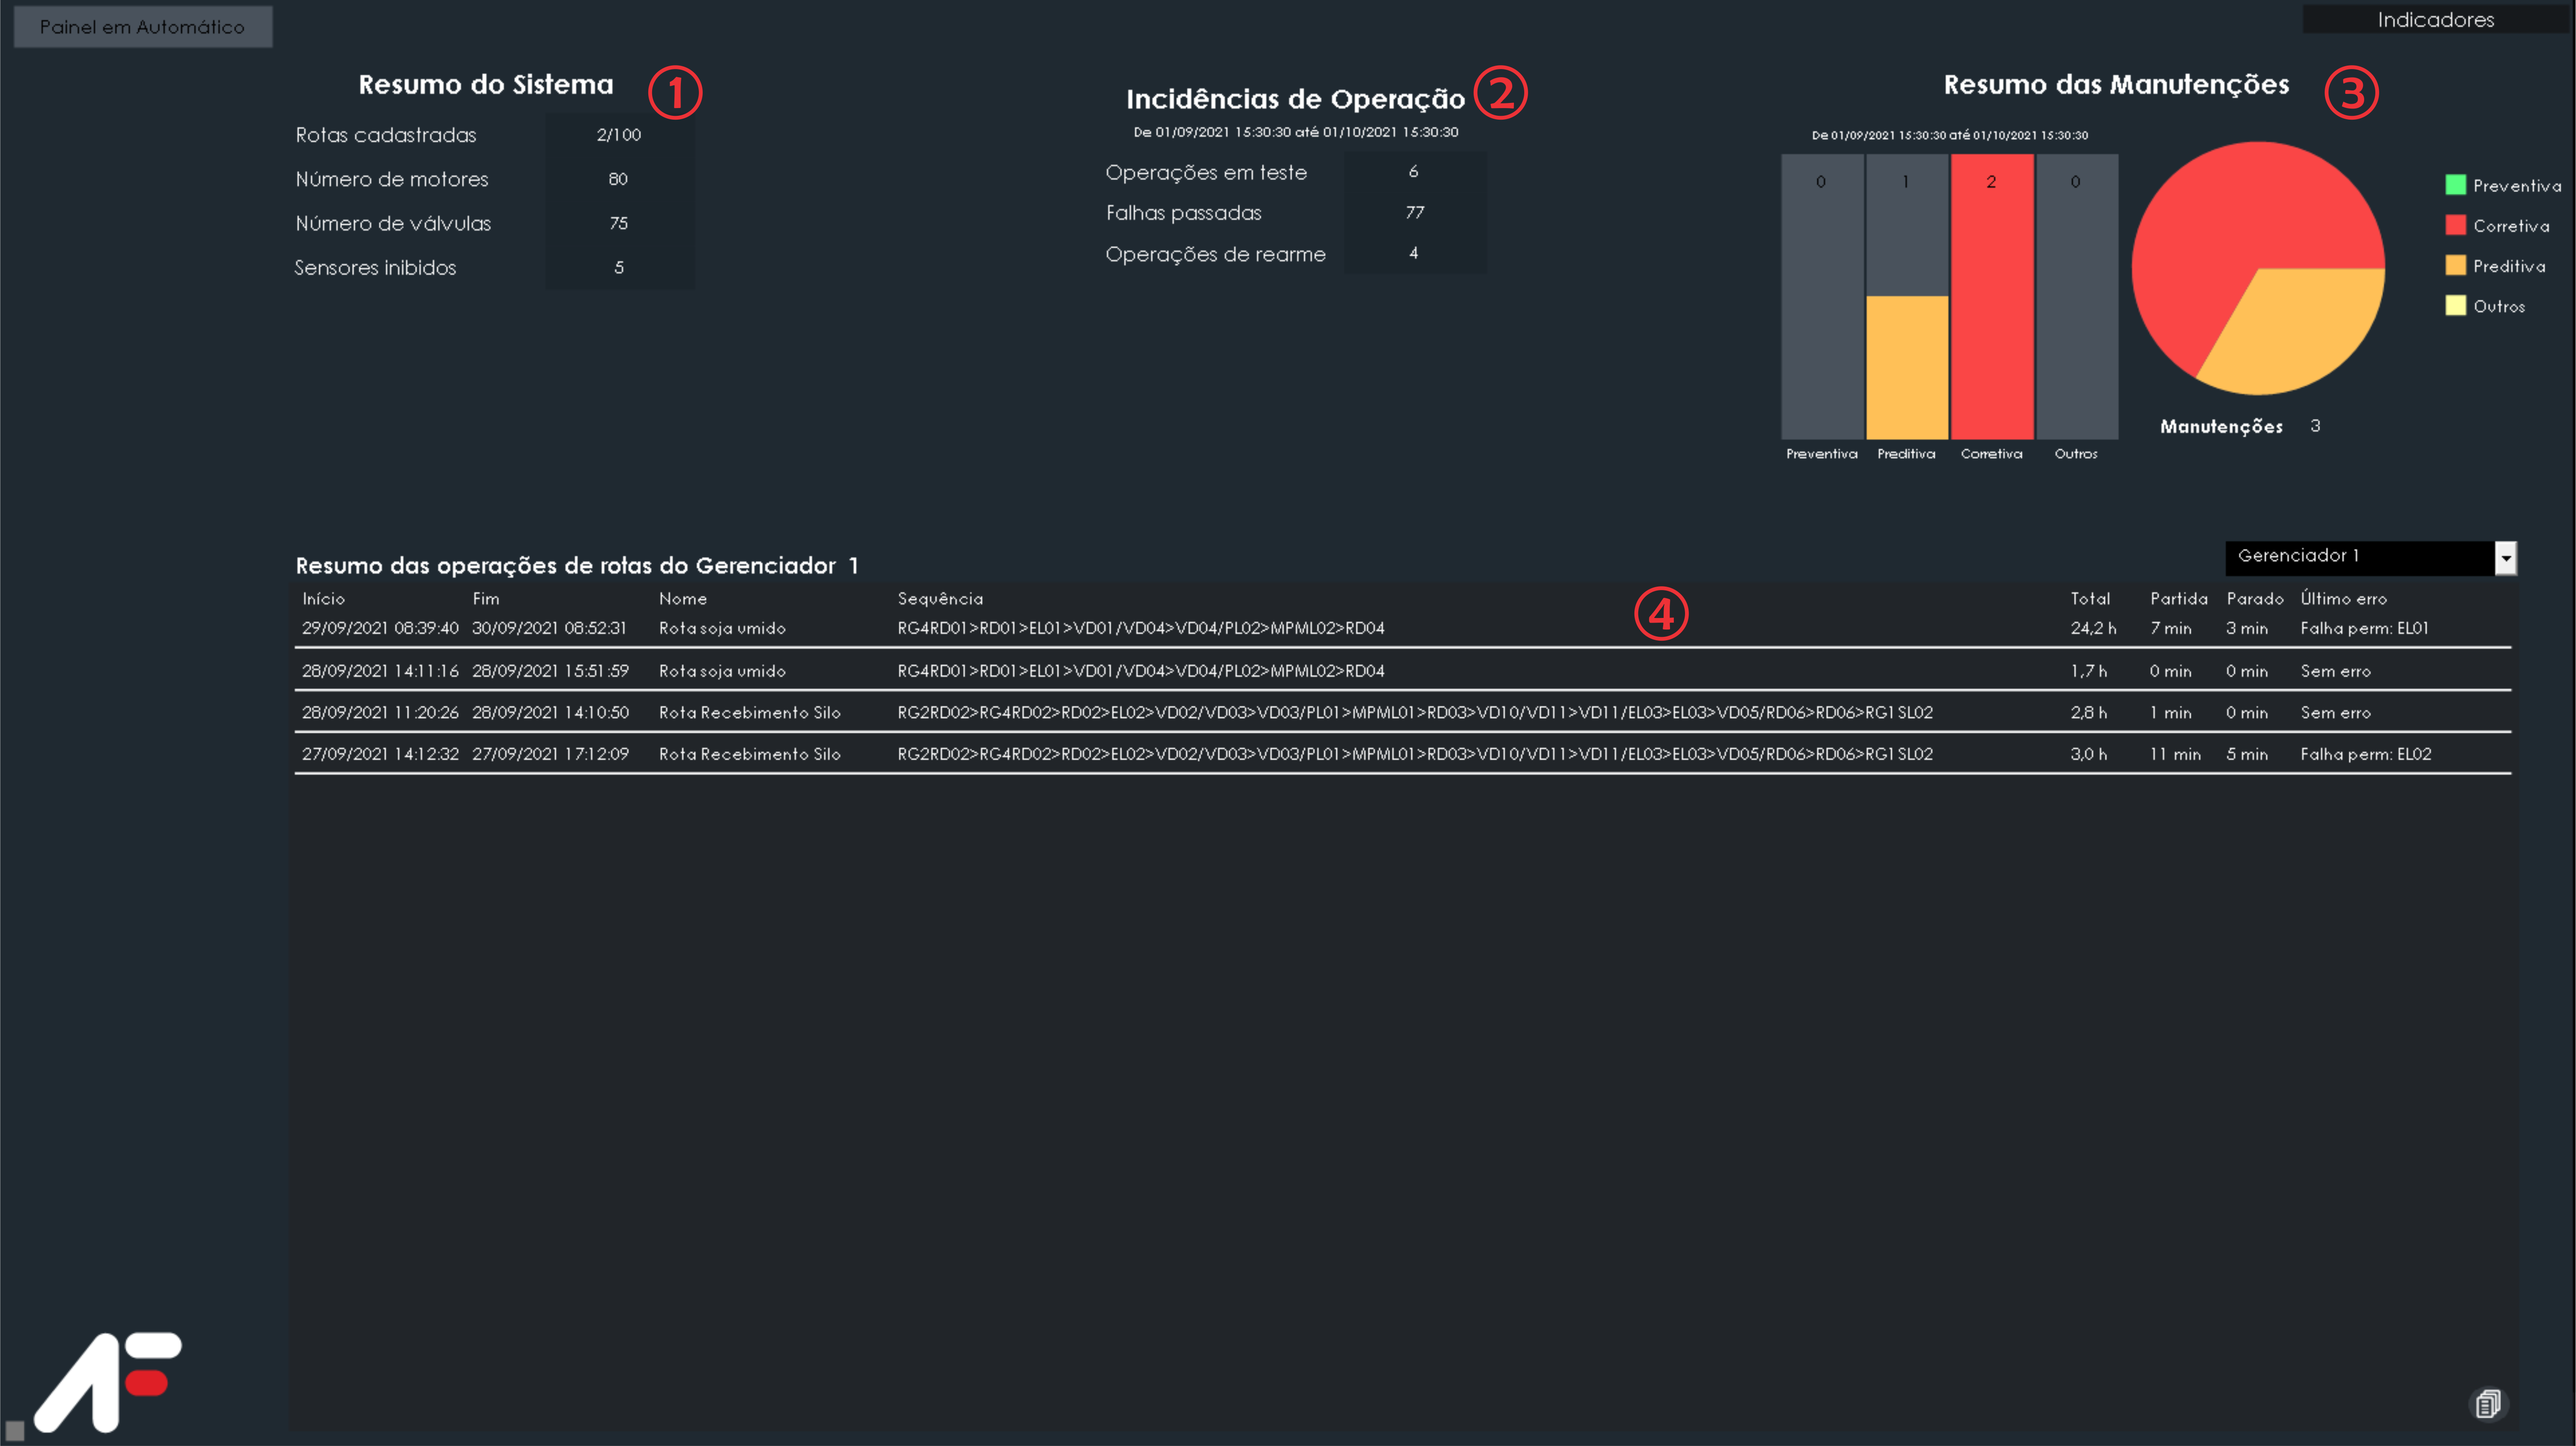 Painel em Automático
Indicadores
Resumo do Sistema
①
Rotas cadastradas 2/100
Número de motores 80
Número de válvulas 75
Sensores inibidos 5
Incidências de Operação
②
De 01/09/2021 15:30:30 até 01/10/2021 15:30:30
Operações em teste 6
Falhas passadas 77
Operações de rearme 4
Resumo das Manutenções
③
De 01/09/2021 15:30:30 até 01/10/2021 15:30:30
0 1 2 0
Preventiva Preditiva Corretiva Outros
Preventiva
Corretiva
Preditiva
Outros
Manutenções 3
Resumo das operações de rotas do Gerenciador 1
Gerenciador 1
④
Início Fim Nome Sequência Total Partida Parado Último erro
29/09/2021 08:39:40 30/09/2021 08:52:31 Rota soja umido RG4RD01>RD01>EL01>VD01/VD04>VD04/PL02>MPML02>RD04 24,2 h 7 min 3 min Falha perm: EL01
28/09/2021 14:11:16 28/09/2021 15:51:59 Rota soja umido RG4RD01>RD01>EL01>VD01/VD04>VD04/PL02>MPML02>RD04 1,7 h 0 min 0 min Sem erro
28/09/2021 11:20:26 28/09/2021 14:10:50 Rota Recebimento Silo RG2RD02>RG4RD02>RD02>EL02>VD02/VD03>VD03/PL01>MPML01>RD03>VD10/VD11>VD11/EL03>EL03>VD05/RD06>RD06>RG1SL02 2,8 h 1 min 0 min Sem erro
27/09/2021 14:12:32 27/09/2021 17:12:09 Rota Recebimento Silo RG2RD02>RG4RD02>RD02>EL02>VD02/VD03>VD03/PL01>MPML01>RD03>VD10/VD11>VD11/EL03>EL03>VD05/RD06>RD06>RG1SL02 3,0 h 11 min 5 min Falha perm: EL02
AF